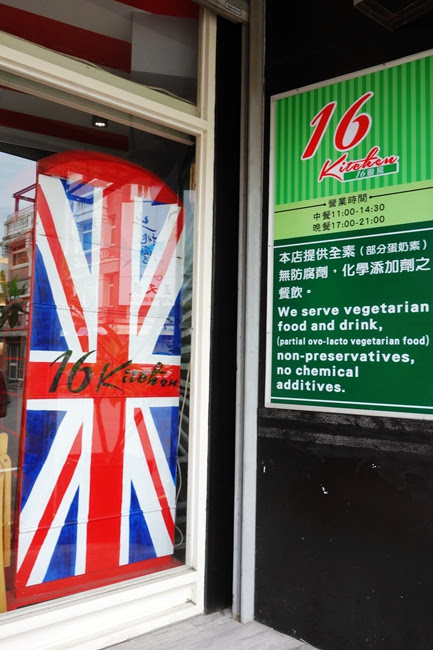 16
Kitchen
16廚房
營業時間
中餐11:00-14:30
晚餐17:00-21:00
本店提供全素（部分蛋奶素）
無防腐劑，化學添加劑之
餐飲。
We serve vegetarian
food and drink,
(partial ovo-lacto vegetarian food)
non-preservatives,
no chemical
additives.
16 Kitchen